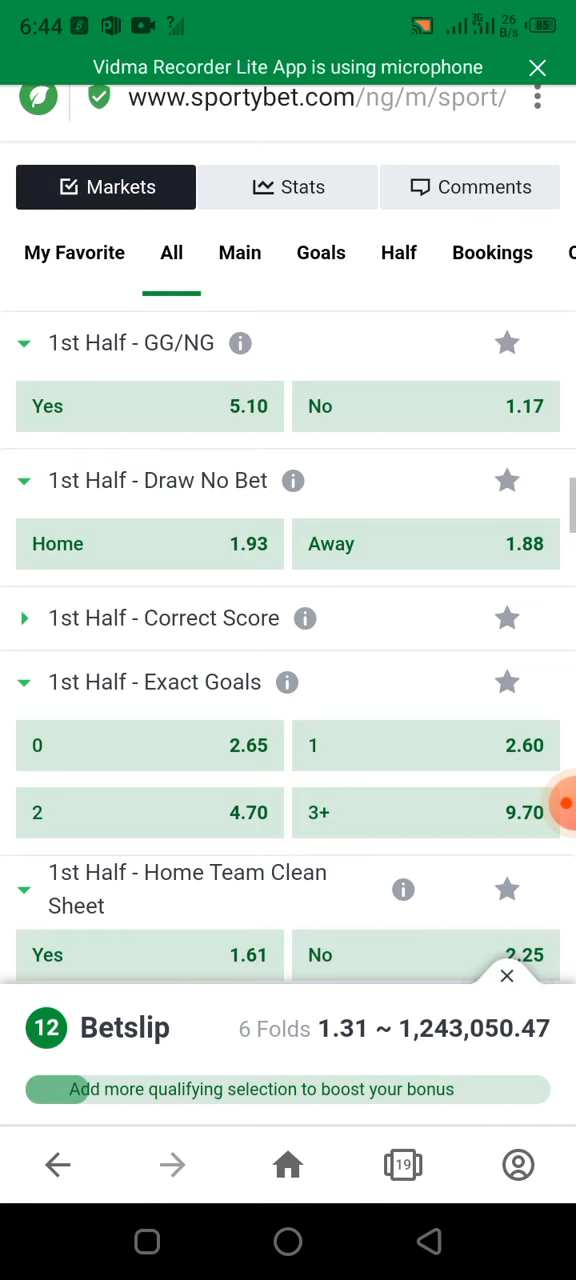 6:44 26 B/s 85
Vidma Recorder Lite App is using microphone
www.sportybet.com/ng/m/sport/
Markets Stats Comments
My Favorite All Main Goals Half Bookings
1st Half - GG/NG
Yes 5.10 No 1.17
1st Half - Draw No Bet
Home 1.93 Away 1.88
1st Half - Correct Score
1st Half - Exact Goals
0 2.65 1 2.60
2 4.70 3+ 9.70
1st Half - Home Team Clean
Sheet
Yes 1.61 No 2.25
12 Betslip 6 Folds 1.31 ~ 1,243,050.47
Add more qualifying selection to boost your bonus
19